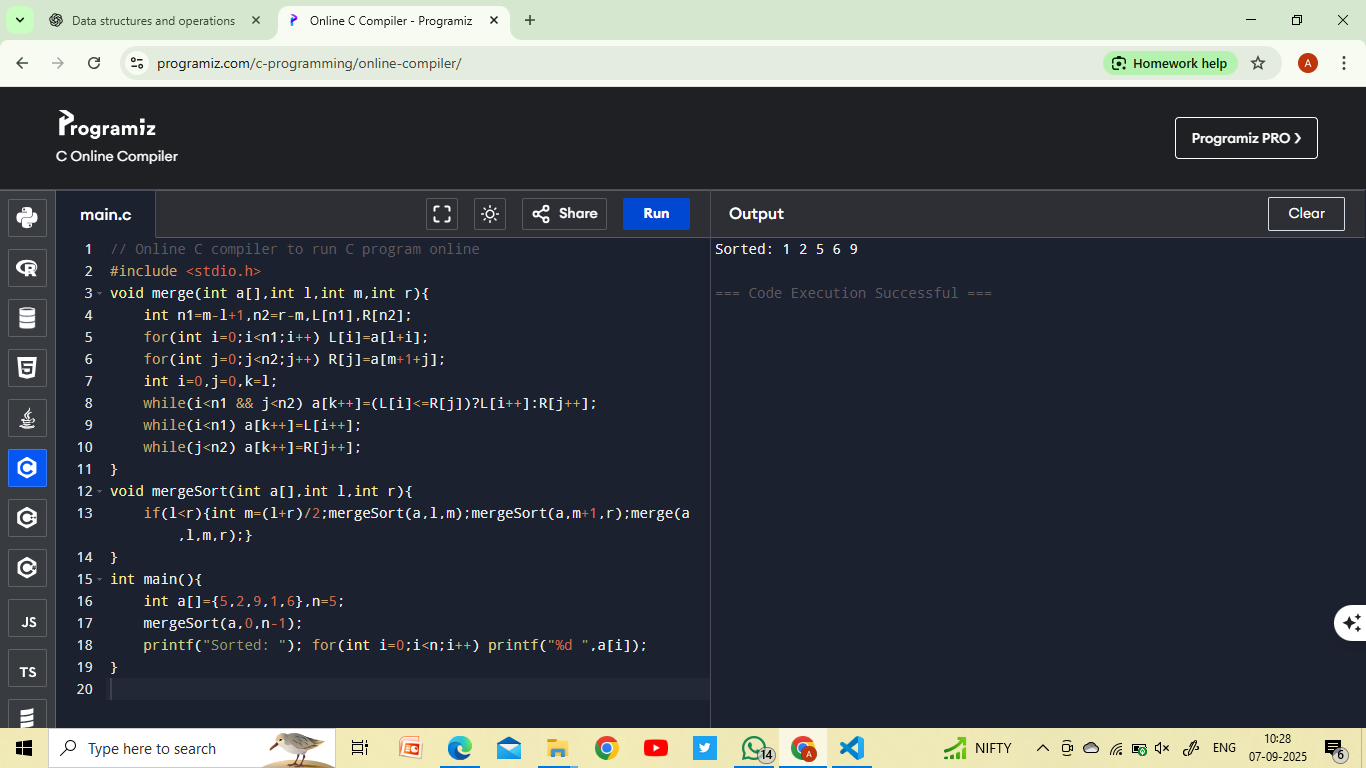 Data structures and operations
Online C Compiler - Programiz
programiz.com/c-programming/online-compiler/
Homework help
A
Programiz
C Online Compiler
Programiz PRO
main.c
Share
Run
Output
Clear
1 // Online C compiler to run C program online
2 #include <stdio.h>
3 void merge(int a[],int l,int m,int r){
4 int n1=m-l+1,n2=r-m,L[n1],R[n2];
5 for(int i=0;i<n1;i++) L[i]=a[l+i];
6 for(int j=0;j<n2;j++) R[j]=a[m+1+j];
7 int i=0,j=0,k=l;
8 while(i<n1 && j<n2) a[k++]=(L[i]<=R[j])?L[i++]:R[j++];
9 while(i<n1) a[k++]=L[i++];
10 while(j<n2) a[k++]=R[j++];
11 }
12 void mergeSort(int a[],int l,int r){
13 if(l<r){int m=(l+r)/2;mergeSort(a,l,m);mergeSort(a,m+1,r);merge(a
,l,m,r);}
14 }
15 int main(){
16 int a[]={5,2,9,1,6},n=5;
17 mergeSort(a,0,n-1);
18 printf("Sorted: "); for(int i=0;i<n;i++) printf("%d ",a[i]);
19 }
20
Sorted: 1 2 5 6 9
=== Code Execution Successful ===
JS
TS
Type here to search
14
A
NIFTY
ENG
10:28
07-09-2025
6